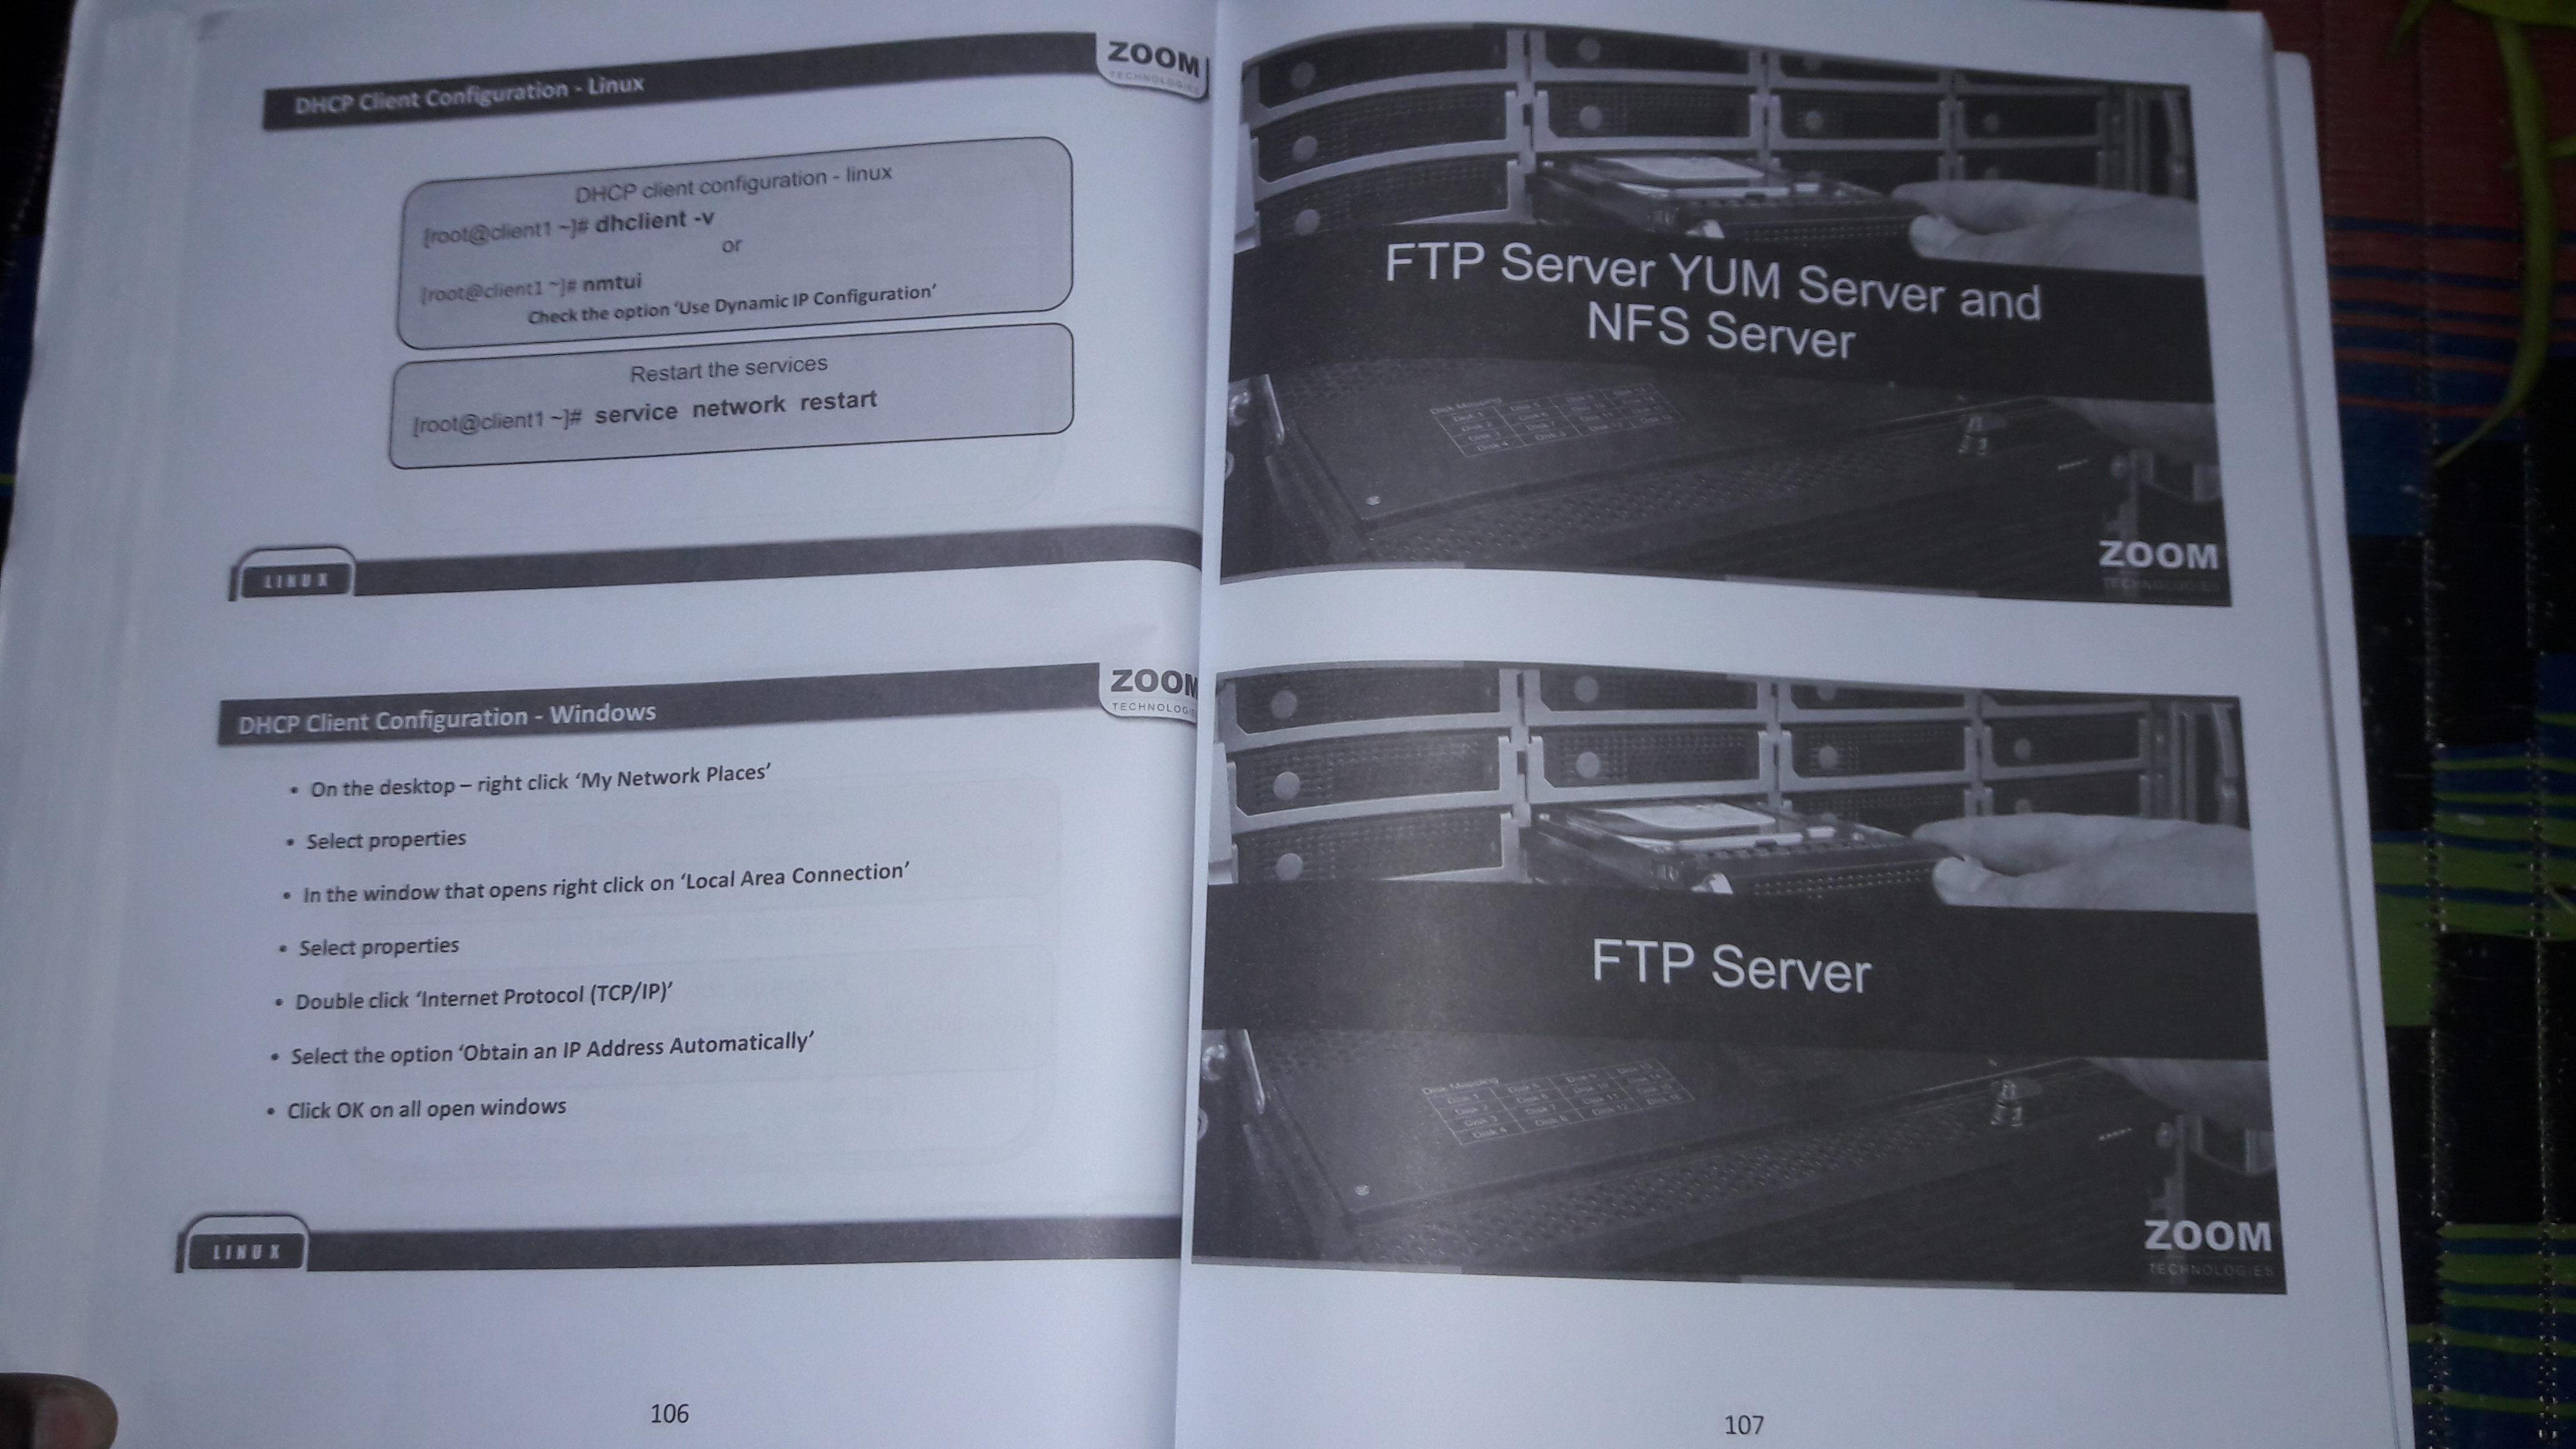 DHCP Client Configuration - Linux
ZOOM
TECHNOLOGIES
DHCP client configuration - linux
[root@client1 ~]# dhclient -v
or
[root@client1 ~]# nmtui
Check the option ‘Use Dynamic IP Configuration’
Restart the services
[root@client1 ~]# service network restart
LINUX
DHCP Client Configuration - Windows
ZOOM
TECHNOLOGI
• On the desktop – right click ‘My Network Places’
• Select properties
• In the window that opens right click on ‘Local Area Connection’
• Select properties
• Double click ‘Internet Protocol (TCP/IP)’
• Select the option ‘Obtain an IP Address Automatically’
• Click OK on all open windows
LINUX
106
FTP Server YUM Server and
NFS Server
Disk Mapping
ZOOM
TECHNOLOGIES
FTP Server
Disk Mapping
ZOOM
TECHNOLOGIES
107